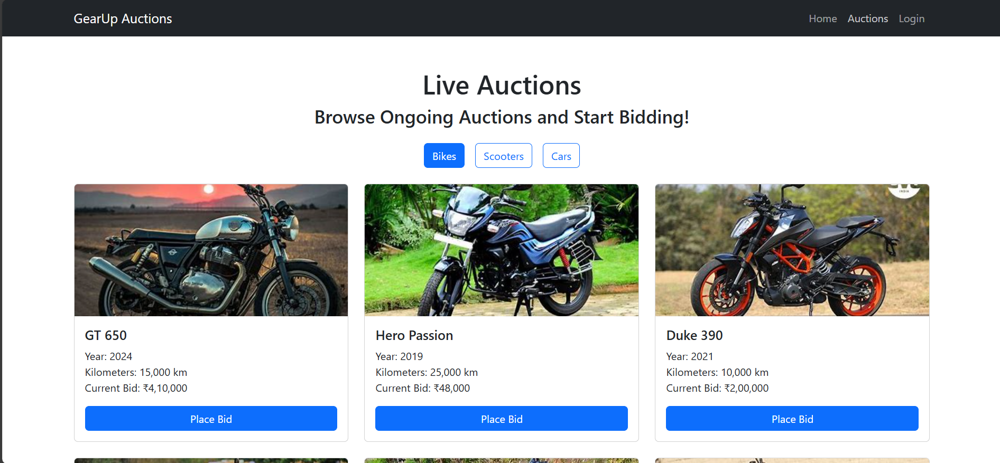 GearUp Auctions
Home Auctions Login
Live Auctions
Browse Ongoing Auctions and Start Bidding!
Bikes Scooters Cars
INDIA
GT 650
Year: 2024
Kilometers: 15,000 km
Current Bid: ₹4,10,000
Place Bid
Hero Passion
Year: 2019
Kilometers: 25,000 km
Current Bid: ₹48,000
Place Bid
Duke 390
Year: 2021
Kilometers: 10,000 km
Current Bid: ₹2,00,000
Place Bid